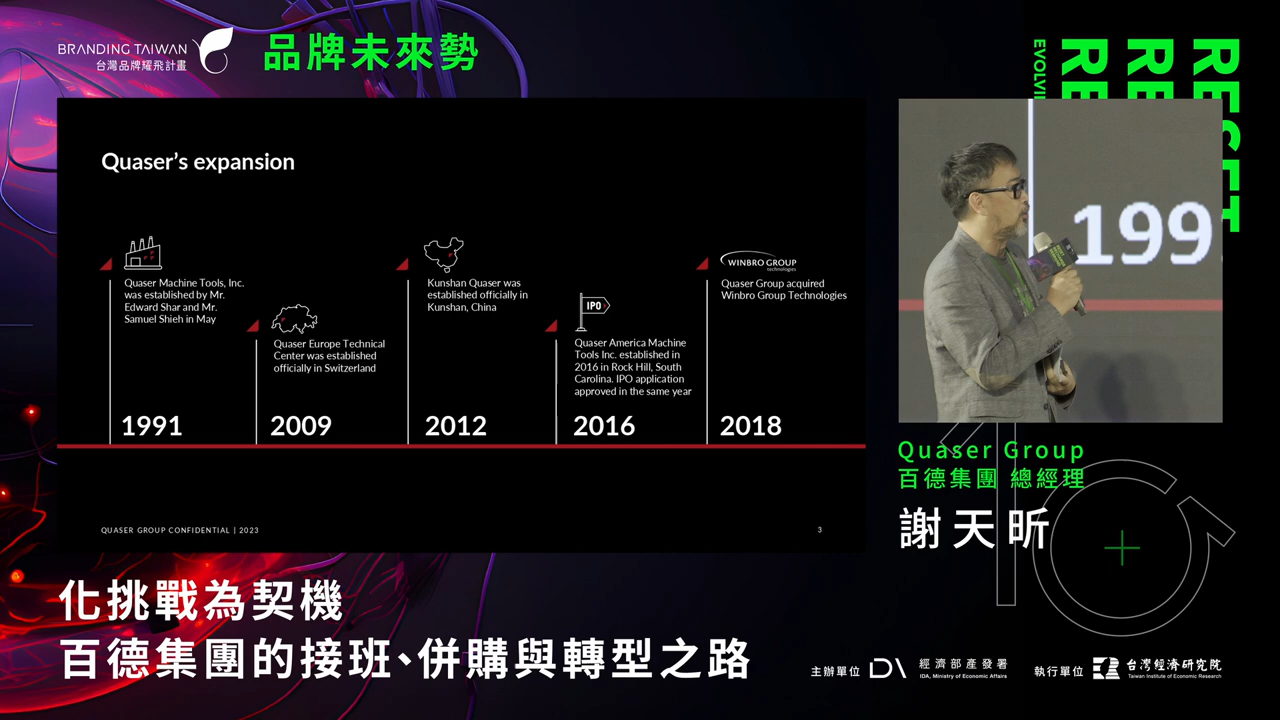 BRANDING TAIWAN
台灣品牌耀飛計畫
品牌未來勢
RESET
RE
RE
Quaser's expansion
Quaser Machine Tools, Inc.
was established by Mr.
Edward Shar and Mr.
Samuel Shieh in May
1991
Quaser Europe Technical
Center was established
officially in Switzerland
2009
Kunshan Quaser was
established officially in
Kunshan, China
2012
IPO
Quaser America Machine
Tools Inc. established in
2016 in Rock Hill, South
Carolina. IPO application
approved in the same year
2016
WINBRO GROUP
technologies
Quaser Group acquired
Winbro Group Technologies
2018
QUASER GROUP CONFIDENTIAL | 2023
3
199
Quaser Group
百德集團 總經理
謝天昕
化挑戰為契機
百德集團的接班、併購與轉型之路
主辦單位
經濟部產發署
IDA, Ministry of Economic Affairs
執行單位
台灣經濟研究院
Taiwan Institute of Economic Research